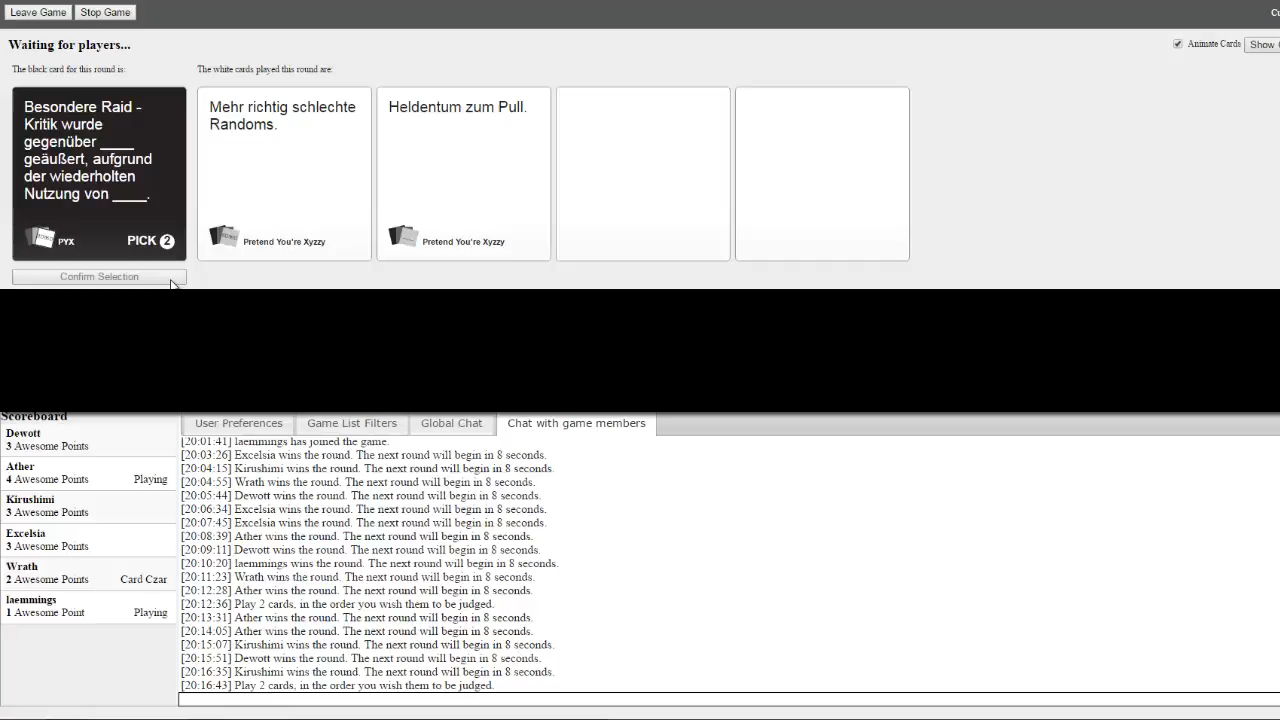 Leave Game Stop Game
Waiting for players...
Animate Cards Show
The black card for this round is:
The white cards played this round are:
Besondere Raid -
Kritik wurde
gegenüber ____
geäußert, aufgrund
der wiederholten
Nutzung von ____.
PYX PICK 2
Mehr richtig schlechte
Randoms.
Pretend You're Xyzzy
Heldentum zum Pull.
Pretend You're Xyzzy
Confirm Selection
Scoreboard
Dewott
3 Awesome Points
Ather
4 Awesome Points Playing
Kirushimi
3 Awesome Points
Excelsia
3 Awesome Points
Wrath
2 Awesome Points Card Czar
laemmings
1 Awesome Point Playing
User Preferences Game List Filters Global Chat Chat with game members
[20:01:41] laemmings has joined the game.
[20:03:26] Excelsia wins the round. The next round will begin in 8 seconds.
[20:04:15] Kirushimi wins the round. The next round will begin in 8 seconds.
[20:04:55] Wrath wins the round. The next round will begin in 8 seconds.
[20:05:44] Dewott wins the round. The next round will begin in 8 seconds.
[20:06:34] Excelsia wins the round. The next round will begin in 8 seconds.
[20:07:45] Excelsia wins the round. The next round will begin in 8 seconds.
[20:08:39] Ather wins the round. The next round will begin in 8 seconds.
[20:09:11] Dewott wins the round. The next round will begin in 8 seconds.
[20:10:20] laemmings wins the round. The next round will begin in 8 seconds.
[20:11:23] Wrath wins the round. The next round will begin in 8 seconds.
[20:12:28] Ather wins the round. The next round will begin in 8 seconds.
[20:12:36] Play 2 cards, in the order you wish them to be judged.
[20:13:31] Ather wins the round. The next round will begin in 8 seconds.
[20:14:05] Ather wins the round. The next round will begin in 8 seconds.
[20:15:07] Kirushimi wins the round. The next round will begin in 8 seconds.
[20:15:51] Dewott wins the round. The next round will begin in 8 seconds.
[20:16:35] Kirushimi wins the round. The next round will begin in 8 seconds.
[20:16:43] Play 2 cards, in the order you wish them to be judged.